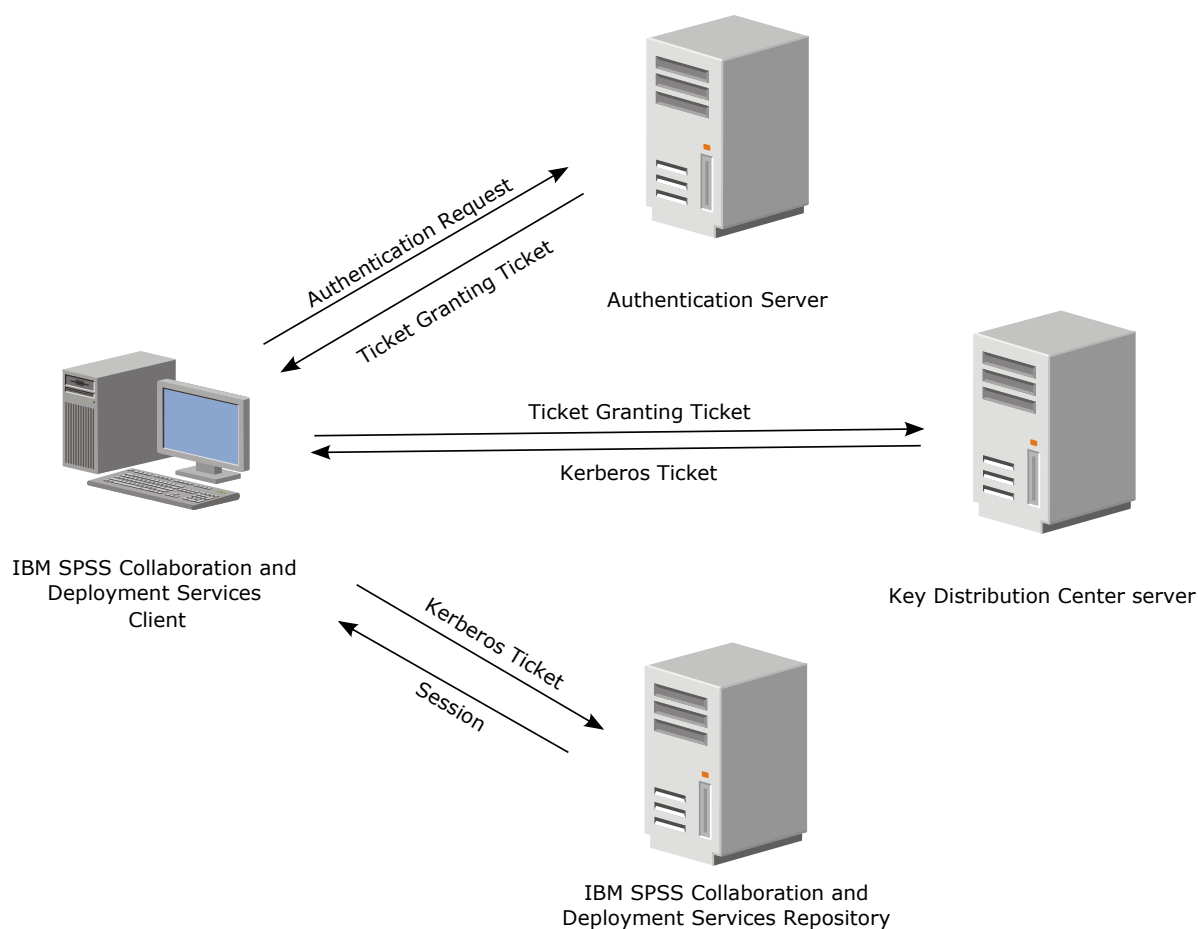 Authentication Request
Ticket Granting Ticket
Authentication Server
Ticket Granting Ticket
Kerberos Ticket
IBM SPSS Collaboration and
Deployment Services
Client
Key Distribution Center server
Kerberos Ticket
Session
IBM SPSS Collaboration and
Deployment Services Repository